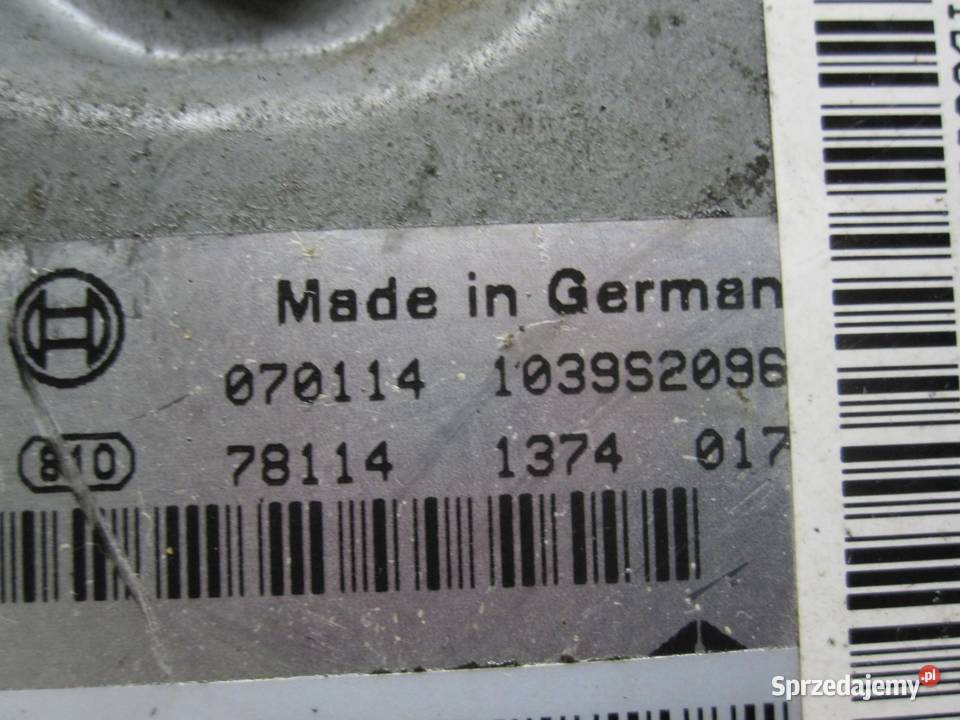 Made in German
070114 1039S2096
810 78114 1374 017
Sprzedajemy.pl